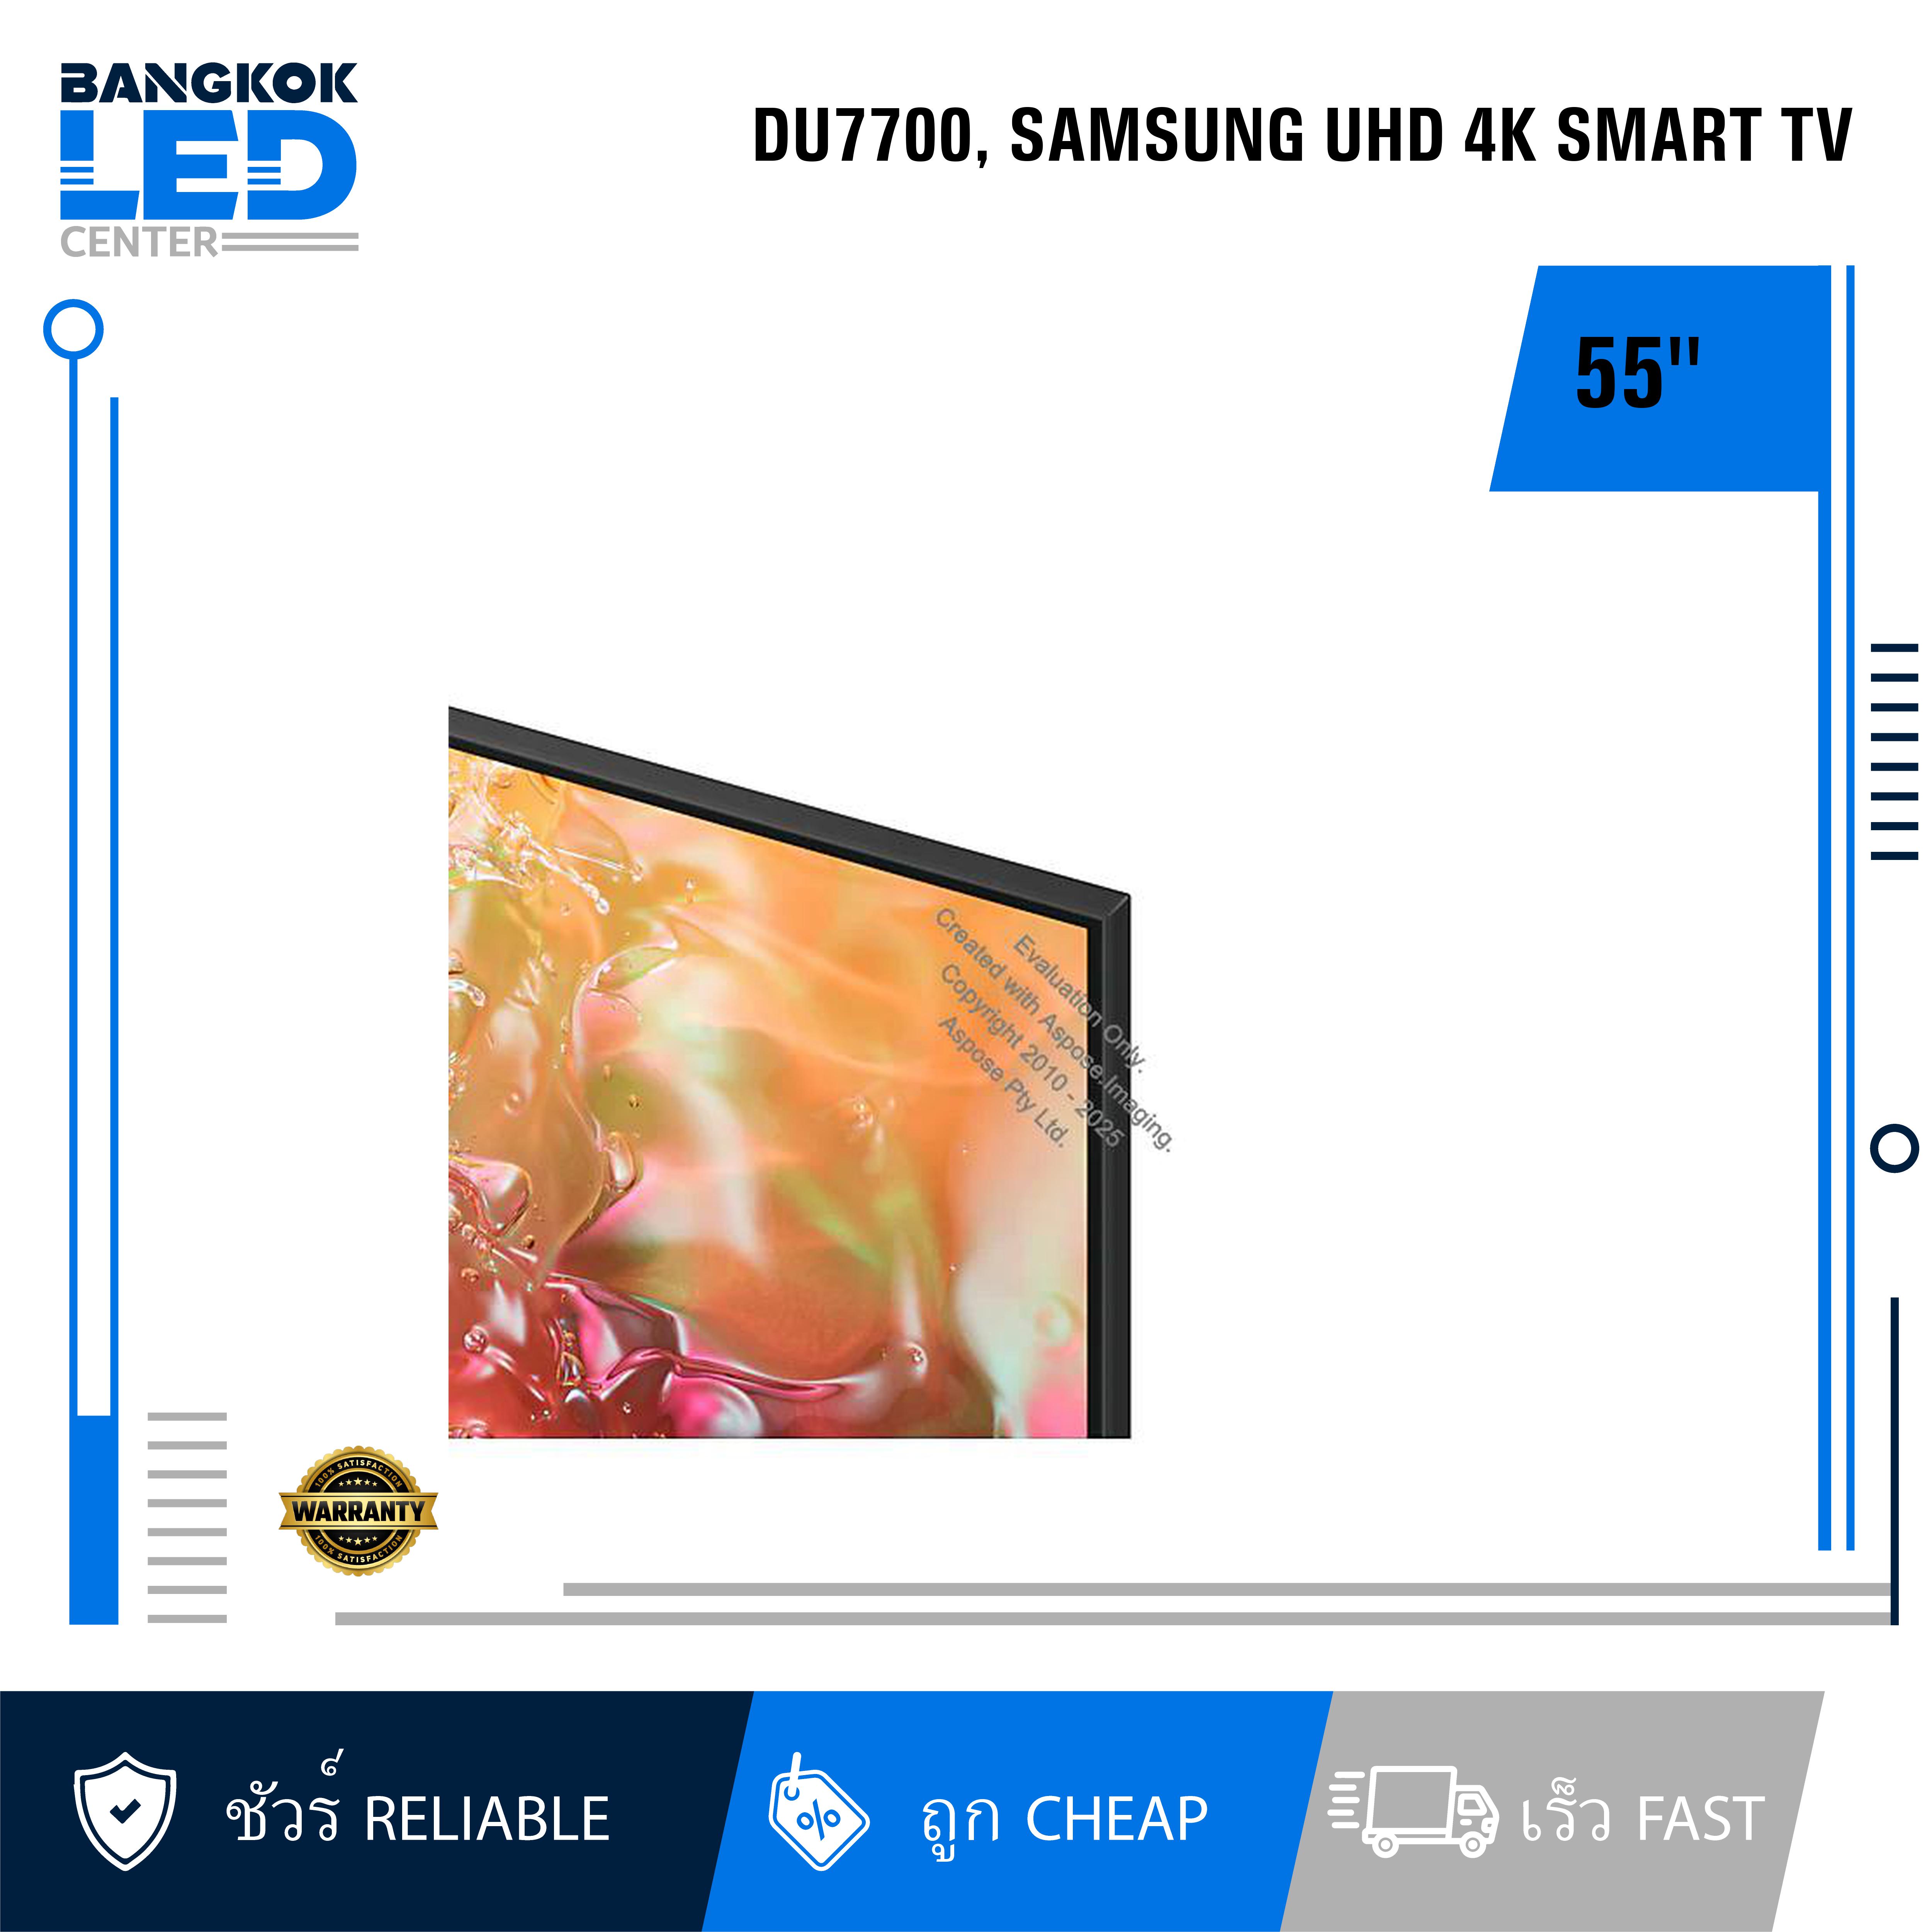 BANGKOK
LED
CENTER
DU7700, SAMSUNG UHD 4K SMART TV
55"
Evaluation Only.
Created with Aspose.Imaging.
Copyright 2010 - 2025
Aspose Pty Ltd.
100% SATISFACTION
WARRANTY
100% SATISFACTION
ชัวร์ RELIABLE
ถูก CHEAP
เร็ว FAST